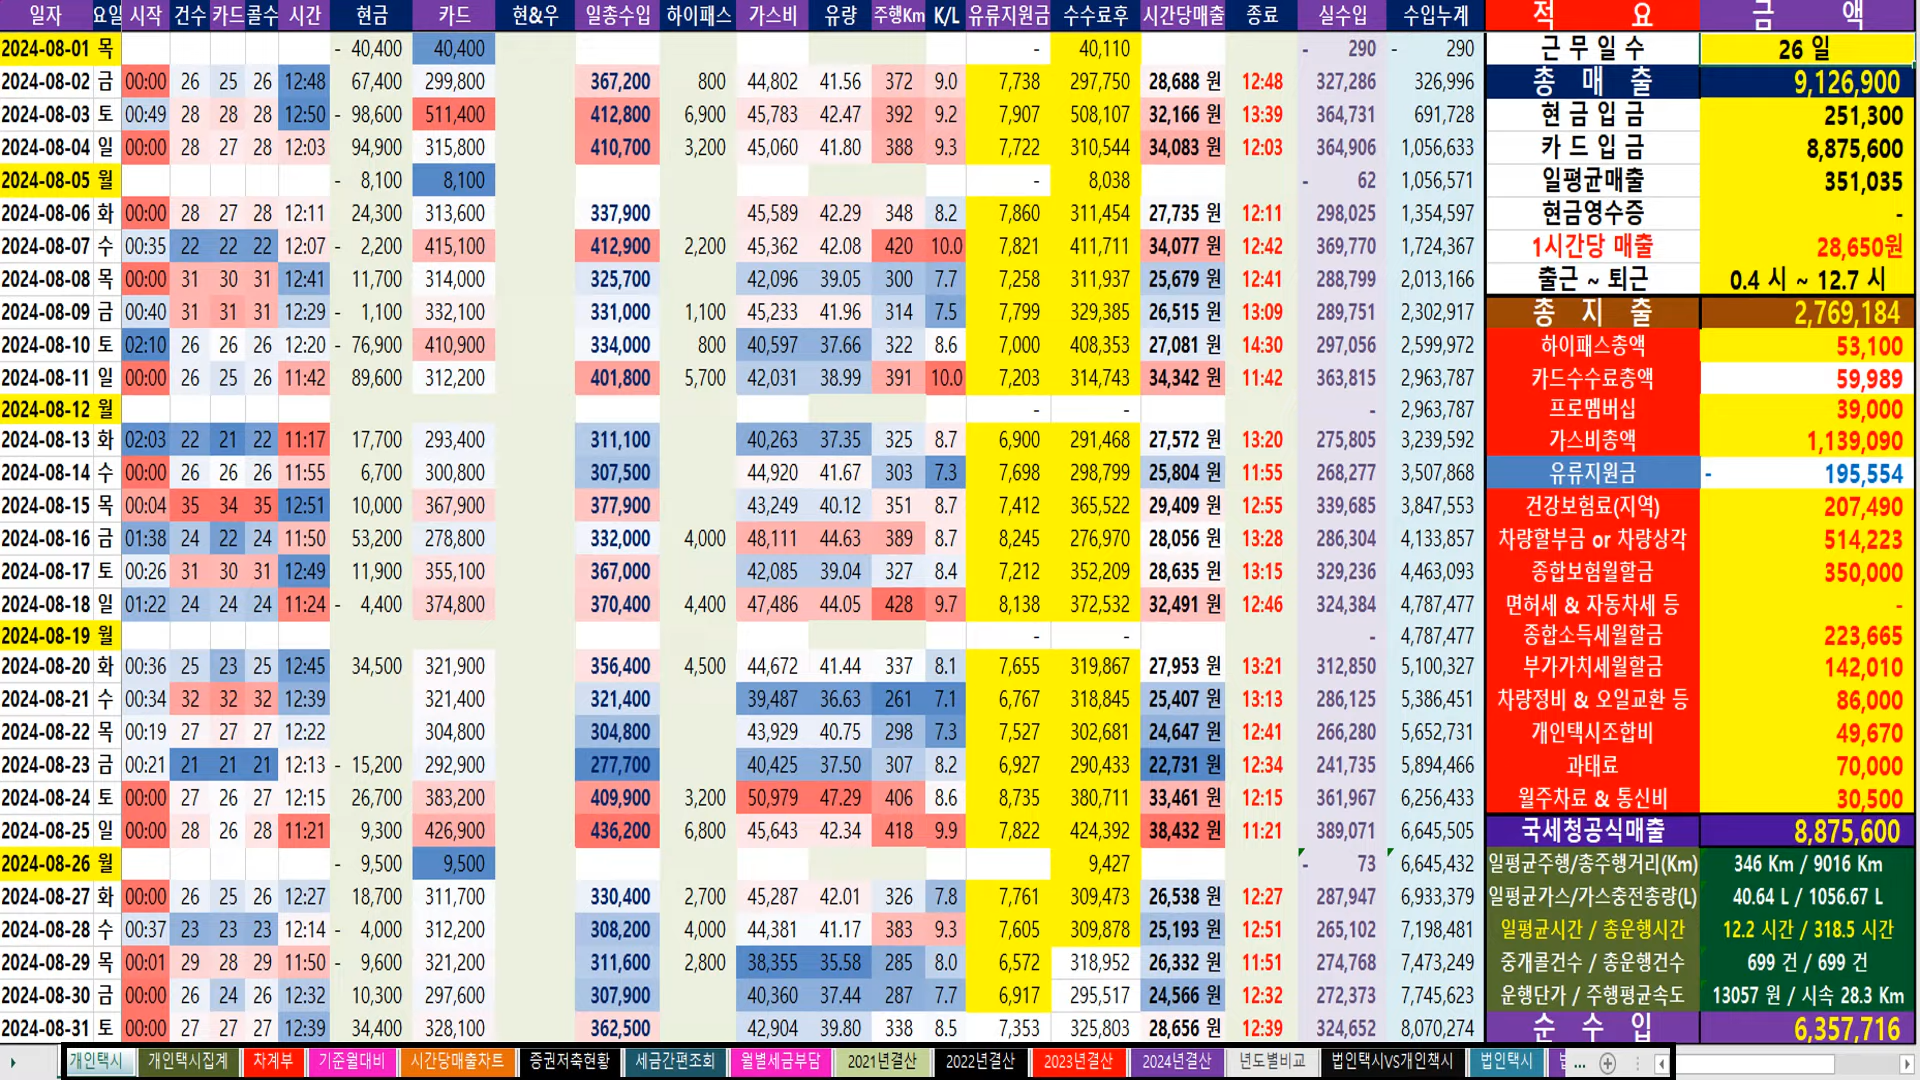 일자 요일 시작 건수 카드 콜수 시간 현금 카드 현&우 일총수입 하이패스 가스비 유량 주행Km K/L 유류지원금 수수료후 시간당매출 종료 실수입 수입누계 적 요 금 액
2024-08-01 목 - 40,400 40,400 - 40,110 - 290 - 290 근 무 일 수 26 일
2024-08-02 금 00:00 26 25 26 12:48 67,400 299,800 367,200 800 44,802 41.56 372 9.0 7,738 297,750 28,688 원 12:48 327,286 326,996 총 매 출 9,126,900
2024-08-03 토 00:49 28 28 28 12:50 - 98,600 511,400 412,800 6,900 45,783 42.47 392 9.2 7,907 508,107 32,166 원 13:39 364,731 691,728 현 금 입 금 251,300
2024-08-04 일 00:00 28 27 28 12:03 94,900 315,800 410,700 3,200 45,060 41.80 388 9.3 7,722 310,544 34,083 원 12:03 364,906 1,056,633 카 드 입 금 8,875,600
2024-08-05 월 - 8,100 8,100 - 8,038 - 62 1,056,571 일평균매출 351,035
2024-08-06 화 00:00 28 27 28 12:11 24,300 313,600 337,900 45,589 42.29 348 8.2 7,860 311,454 27,735 원 12:11 298,025 1,354,597 현금영수증 -
2024-08-07 수 00:35 22 22 22 12:07 - 2,200 415,100 412,900 2,200 45,362 42.08 420 10.0 7,821 411,711 34,077 원 12:42 369,770 1,724,367 1시간당 매출 28,650원
2024-08-08 목 00:00 31 30 31 12:41 11,700 314,000 325,700 42,096 39.05 300 7.7 7,258 311,937 25,679 원 12:41 288,799 2,013,166 출근 ~ 퇴근 0.4 시 ~ 12.7 시
2024-08-09 금 00:40 31 31 31 12:29 - 1,100 332,100 331,000 1,100 45,233 41.96 314 7.5 7,799 329,385 26,515 원 13:09 289,751 2,302,917 총 지 출 2,769,184
2024-08-10 토 02:10 26 26 26 12:20 - 76,900 410,900 334,000 800 40,597 37.66 322 8.6 7,000 408,353 27,081 원 14:30 297,056 2,599,972 하이패스총액 53,100
2024-08-11 일 00:00 26 25 26 11:42 89,600 312,200 401,800 5,700 42,031 38.99 391 10.0 7,203 314,743 34,342 원 11:42 363,815 2,963,787 카드수수료총액 59,989
2024-08-12 월 - - - 2,963,787 프로멤버십 39,000
2024-08-13 화 02:03 22 21 22 11:17 17,700 293,400 311,100 40,263 37.35 325 8.7 6,900 291,468 27,572 원 13:20 275,805 3,239,592 가스비총액 1,139,090
2024-08-14 수 00:00 26 26 26 11:55 6,700 300,800 307,500 44,920 41.67 303 7.3 7,698 298,799 25,804 원 11:55 268,277 3,507,868 유류지원금 - 195,554
2024-08-15 목 00:04 35 34 35 12:51 10,000 367,900 377,900 43,249 40.12 351 8.7 7,412 365,522 29,409 원 12:55 339,685 3,847,553 건강보험료(지역) 207,490
2024-08-16 금 01:38 24 22 24 11:50 53,200 278,800 332,000 4,000 48,111 44.63 389 8.7 8,245 276,970 28,056 원 13:28 286,304 4,133,857 차량할부금 or 차량상각 514,223
2024-08-17 토 00:26 31 30 31 12:49 11,900 355,100 367,000 42,085 39.04 327 8.4 7,212 352,209 28,635 원 13:15 329,236 4,463,093 종합보험월할금 350,000
2024-08-18 일 01:22 24 24 24 11:24 - 4,400 374,800 370,400 4,400 47,486 44.05 428 9.7 8,138 372,532 32,491 원 12:46 324,384 4,787,477 면허세 & 자동차세 등 -
2024-08-19 월 - - - 4,787,477 종합소득세월할금 223,665
2024-08-20 화 00:36 25 23 25 12:45 34,500 321,900 356,400 4,500 44,672 41.44 337 8.1 7,655 319,867 27,953 원 13:21 312,850 5,100,327 부가가치세월할금 142,010
2024-08-21 수 00:34 32 32 32 12:39 321,400 321,400 39,487 36.63 261 7.1 6,767 318,845 25,407 원 13:13 286,125 5,386,451 차량정비 & 오일교환 등 86,000
2024-08-22 목 00:19 27 27 27 12:22 304,800 304,800 43,929 40.75 298 7.3 7,527 302,681 24,647 원 12:41 266,280 5,652,731 개인택시조합비 49,670
2024-08-23 금 00:21 21 21 21 12:13 - 15,200 292,900 277,700 40,425 37.50 307 8.2 6,927 290,433 22,731 원 12:34 241,735 5,894,466 과태료 70,000
2024-08-24 토 00:00 27 26 27 12:15 26,700 383,200 409,900 3,200 50,979 47.29 406 8.6 8,735 380,711 33,461 원 12:15 361,967 6,256,433 월주차료 & 통신비 30,500
2024-08-25 일 00:00 28 26 28 11:21 9,300 426,900 436,200 6,800 45,643 42.34 418 9.9 7,822 424,392 38,432 원 11:21 389,071 6,645,505 국세청공식매출 8,875,600
2024-08-26 월 - 9,500 9,500 9,427 - 73 6,645,432 일평균주행/총주행거리(Km) 346 Km / 9016 Km
2024-08-27 화 00:00 26 25 26 12:27 18,700 311,700 330,400 2,700 45,287 42.01 326 7.8 7,761 309,473 26,538 원 12:27 287,947 6,933,379 일평균가스/가스충전총량(L) 40.64 L / 1056.67 L
2024-08-28 수 00:37 23 23 23 12:14 - 4,000 312,200 308,200 4,000 44,381 41.17 383 9.3 7,605 309,878 25,193 원 12:51 265,102 7,198,481 일평균시간 / 총운행시간 12.2 시간 / 318.5 시간
2024-08-29 목 00:01 29 28 29 11:50 - 9,600 321,200 311,600 2,800 38,355 35.58 285 8.0 6,572 318,952 26,332 원 11:51 274,768 7,473,249 중개콜건수 / 총운행건수 699 건 / 699 건
2024-08-30 금 00:00 26 24 26 12:32 10,300 297,600 307,900 40,360 37.44 287 7.7 6,917 295,517 24,566 원 12:32 272,373 7,745,623 운행단가 / 주행평균속도 13057 원 / 시속 28.3 Km
2024-08-31 토 00:00 27 27 27 12:39 34,400 328,100 362,500 42,904 39.80 338 8.5 7,353 325,803 28,656 원 12:39 324,652 8,070,274 순 수 입 6,357,716
개인택시 개인택시집계 차계부 기준월대비 시간당매출차트 증권저축현황 세금간편조회 월별세금부담 2021년결산 2022년결산 2023년결산 2024년결산 년도별비교 법인택시VS개인책시 법인택시 ...